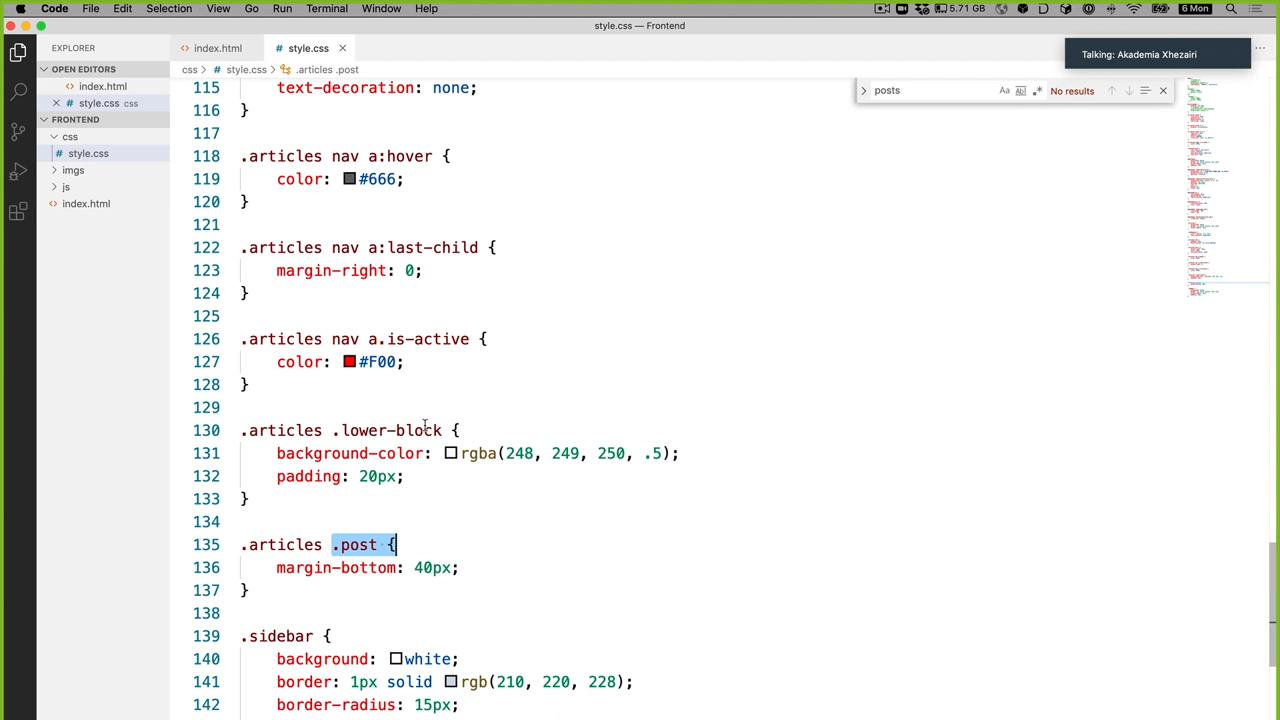 Code File Edit Selection View Go Run Terminal Window Help 5.71 GB 6 Mon
style.css — Frontend
EXPLORER
OPEN EDITORS
index.html
style.css css
FRONTEND
css
style.css
imgs
js
index.html
index.html style.css
css > style.css > .articles .post
Talking: Akademia Xhezairi
posts Aa Ab No results
115 text-decoration: none;
116 }
117
118 .articles nav a:hover {
119 color: #666;
120 }
121
122 .articles nav a:last-child {
123 margin-right: 0;
124 }
125
126 .articles nav a.is-active {
127 color: #F00;
128 }
129
130 .articles .lower-block {
131 background-color: rgba(248, 249, 250, .5);
132 padding: 20px;
133 }
134
135 .articles .post {
136 margin-bottom: 40px;
137 }
138
139 .sidebar {
140 background: white;
141 border: 1px solid rgb(210, 220, 228);
142 border-radius: 15px;